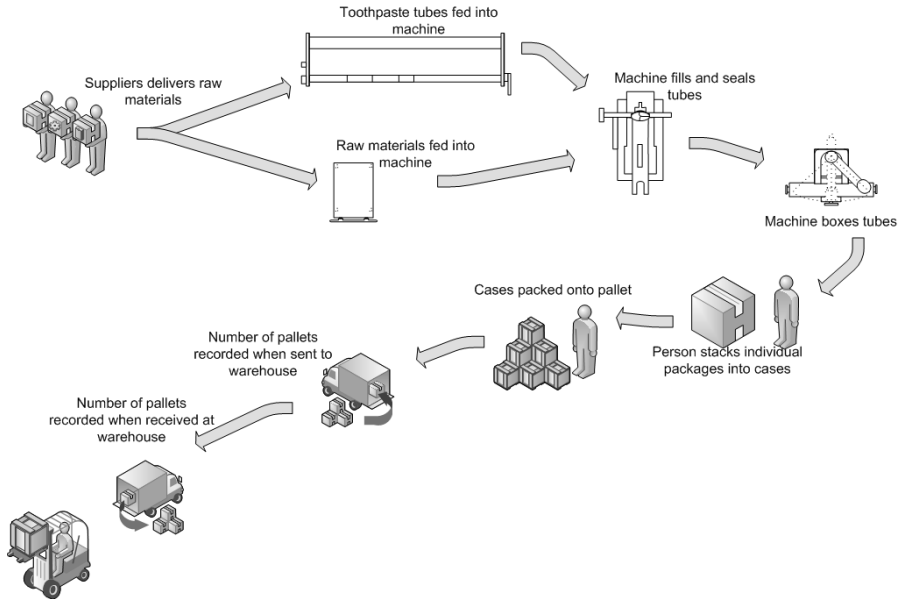 Toothpaste tubes fed into
machine
Suppliers delivers raw
materials
Machine fills and seals
tubes
Raw materials fed into
machine
Machine boxes tubes
Cases packed onto pallet
Person stacks individual
packages into cases
Number of pallets
recorded when sent to
warehouse
Number of pallets
recorded when received at
warehouse